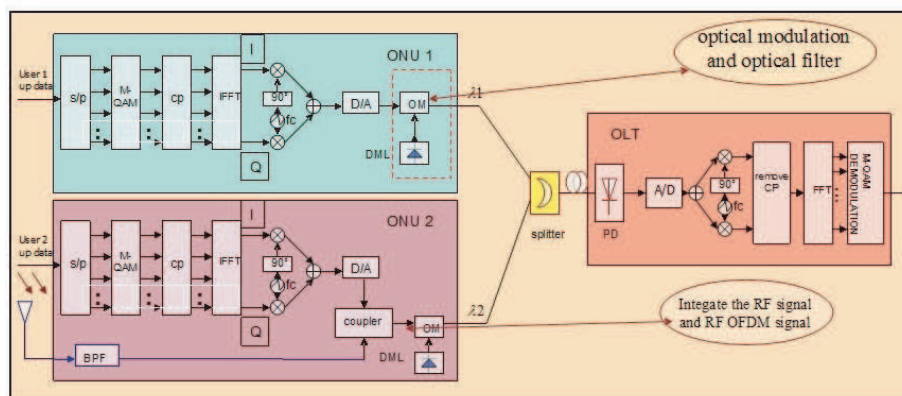 ONU 1
User 1
up data
s/p
M-
QAM
cp
IFFT
I
Q
90°
fc
D/A
OM
DML
λ1
optical modulation
and optical filter
ONU 2
User 2
up data
s/p
M-
QAM
cp
IFFT
I
Q
90°
fc
D/A
coupler
OM
DML
BPF
λ2
splitter
OLT
PD
A/D
90°
fc
remove
CP
FFT
M-QAM
DEMODULATION
Integate the RF signal
and RF OFDM signal